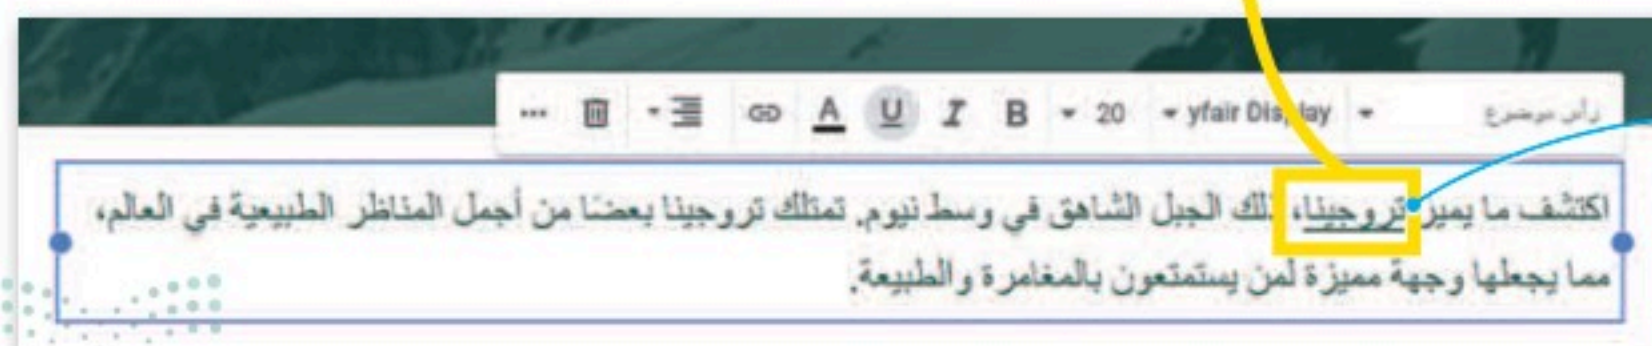 رأس موضوع yfair Display 20 B I U A
اكتشف ما يميز تروجينا، ذلك الجبل الشاهق في وسط نيوم. تمتلك تروجينا بعضًا من أجمل المناظر الطبيعية في العالم،
مما يجعلها وجهة مميزة لمن يستمتعون بالمغامرة والطبيعة.